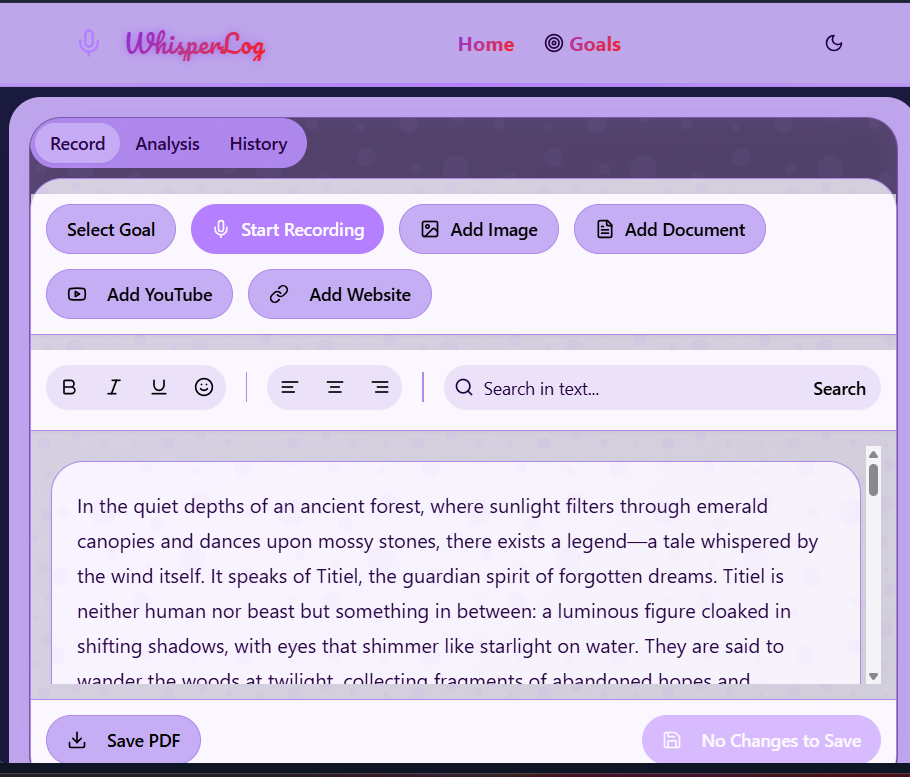 WhisperLog
Home
Goals
Record
Analysis
History
Select Goal
Start Recording
Add Image
Add Document
Add YouTube
Add Website
B I U
Search in text...
Search
In the quiet depths of an ancient forest, where sunlight filters through emerald
canopies and dances upon mossy stones, there exists a legend—a tale whispered by
the wind itself. It speaks of Titiel, the guardian spirit of forgotten dreams. Titiel is
neither human nor beast but something in between: a luminous figure cloaked in
shifting shadows, with eyes that shimmer like starlight on water. They are said to
wander the woods at twilight, collecting fragments of abandoned hopes and
Save PDF
No Changes to Save